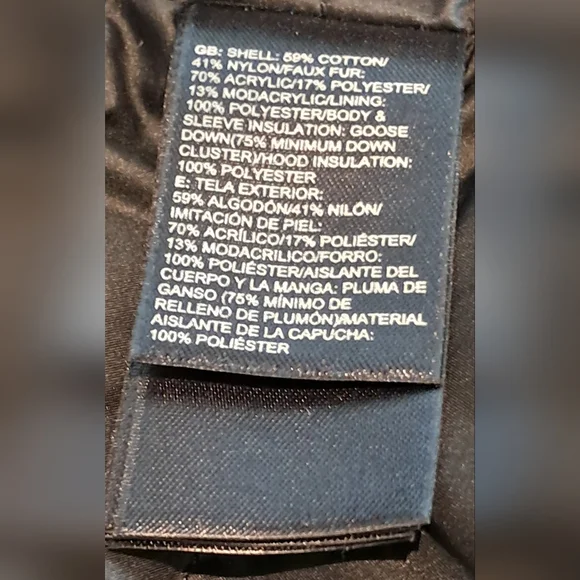 GB: SHELL: 59% COTTON/
41% NYLON/FAUX FUR:
70% ACRYLIC/17% POLYESTER/
13% MODACRYLIC/LINING:
100% POLYESTER/BODY &
SLEEVE INSULATION: GOOSE
DOWN(75% MINIMUM DOWN
CLUSTER)/HOOD INSULATION:
100% POLYESTER
E: TELA EXTERIOR:
59% ALGODÓN/41% NILÓN/
IMITACIÓN DE PIEL:
70% ACRÍLICO/17% POLIÉSTER/
13% MODACRILICO/FORRO:
100% POLIÉSTER/AISLANTE DEL
CUERPO Y LA MANGA: PLUMA DE
GANSO (75% MÍNIMO DE
RELLENO DE PLUMÓN)/MATERIAL
AISLANTE DE LA CAPUCHA:
100% POLIÉSTER